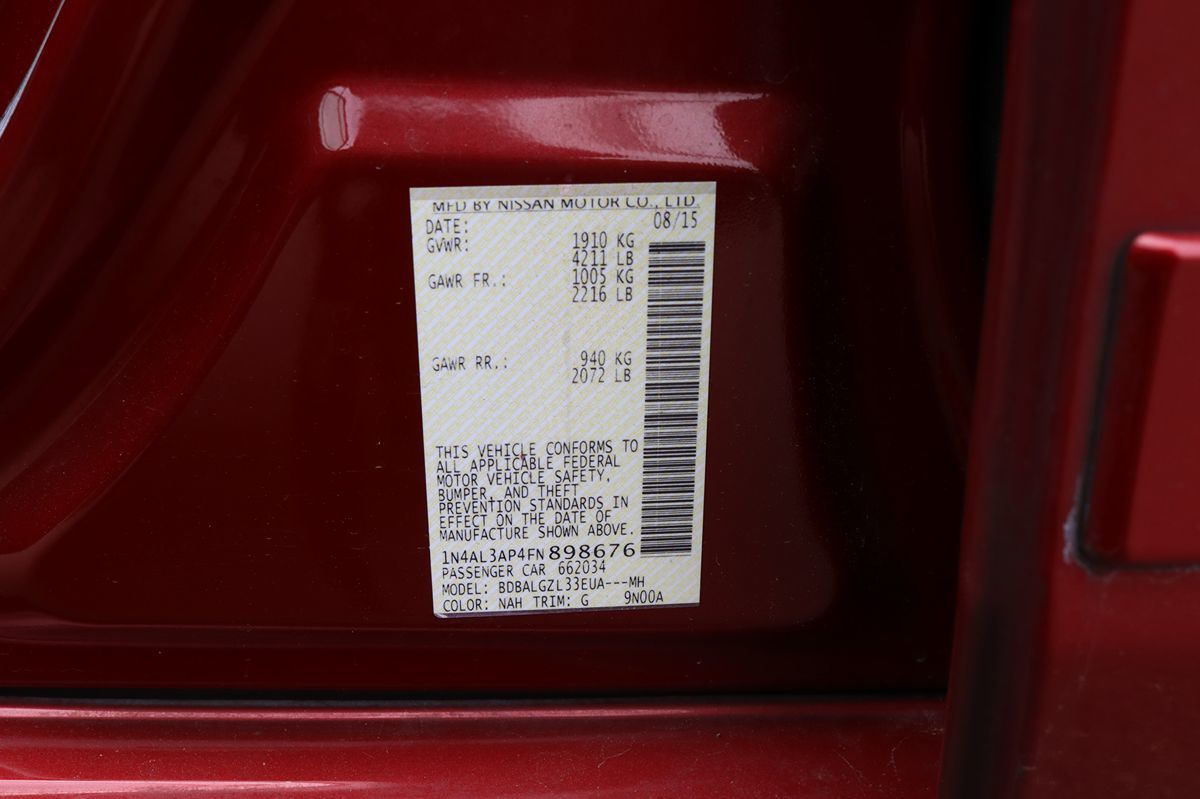 MFD BY NISSAN MOTOR CO., LTD.
DATE: 08/15
GVWR: 1910 KG
4211 LB
GAWR FR.: 1005 KG
2216 LB
GAWR RR.: 940 KG
2072 LB
THIS VEHICLE CONFORMS TO
ALL APPLICABLE FEDERAL
MOTOR VEHICLE SAFETY,
BUMPER, AND THEFT
PREVENTION STANDARDS IN
EFFECT ON THE DATE OF
MANUFACTURE SHOWN ABOVE.
1N4AL3AP4FN898676
PASSENGER CAR 662034
MODEL: BDBALGZL33EUA---MH
COLOR: NAH TRIM: G 9N00A